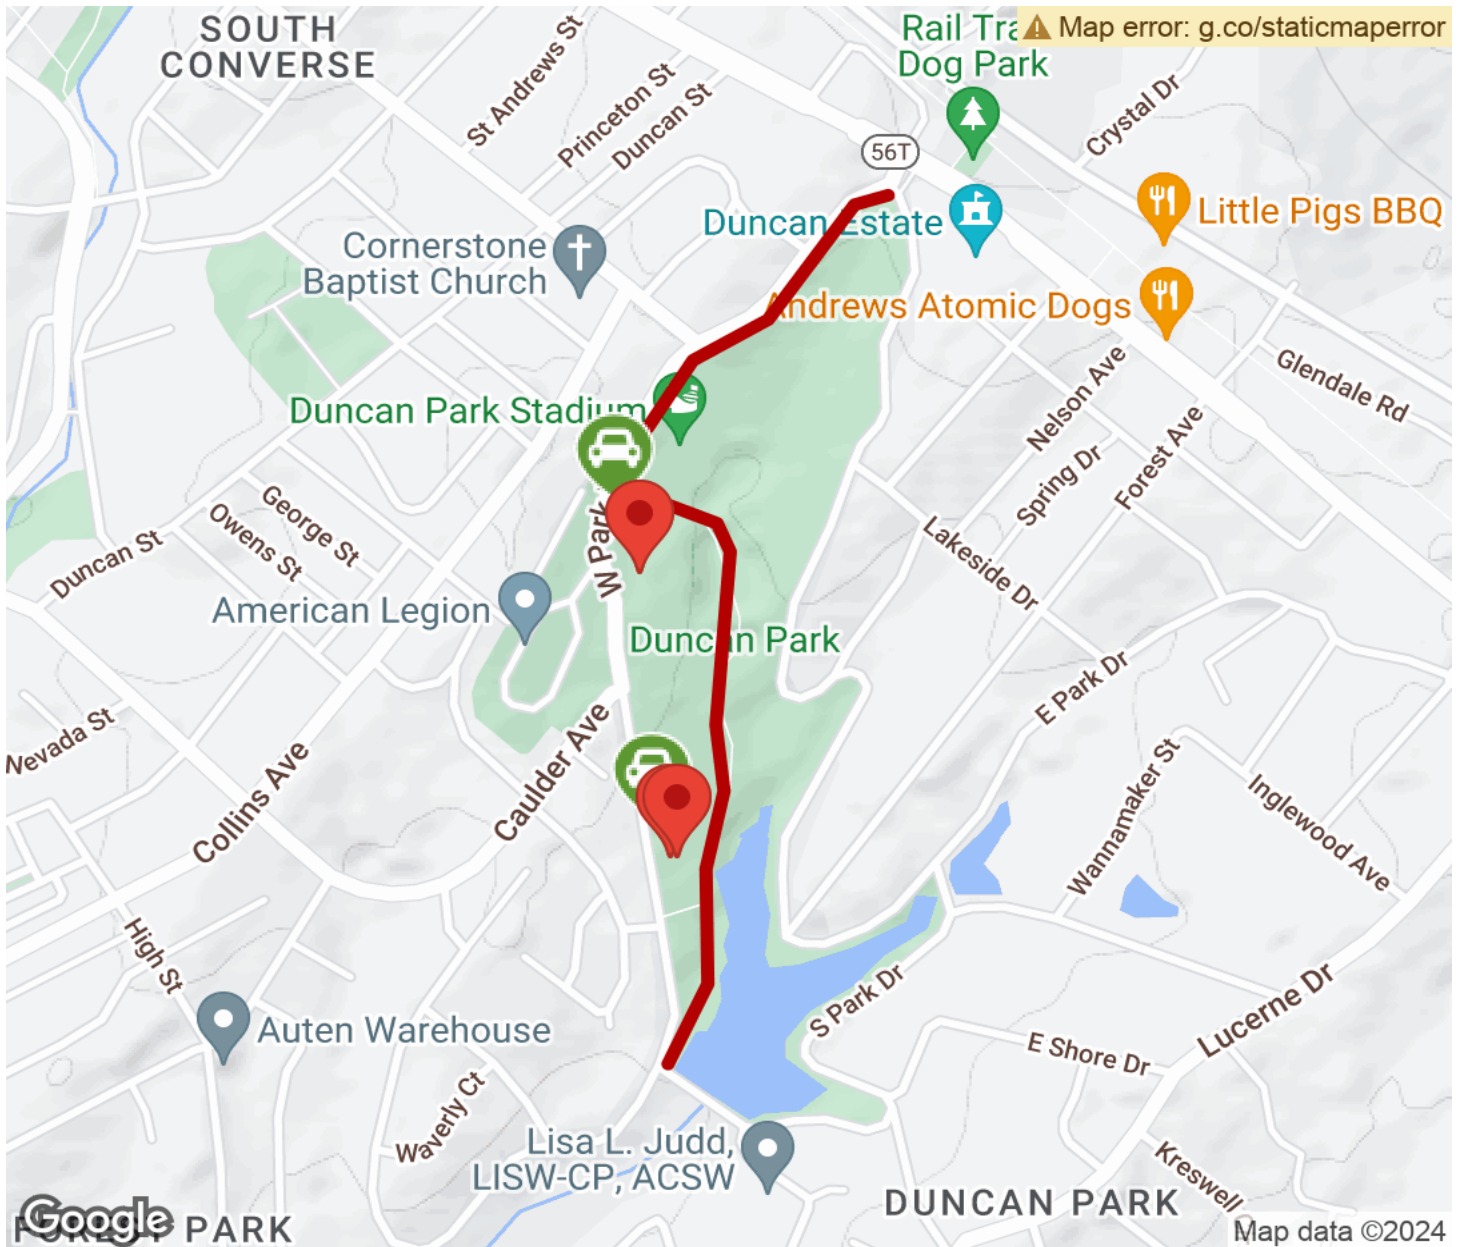 SOUTH
CONVERSE
St Andrews St
Princeton St
Duncan St
Rail Tra
Dog Park
Map error: g.co/staticmaperror
Crystal Dr
56T
Duncan Estate
Little Pigs BBQ
Cornerstone
Baptist Church
Andrews Atomic Dogs
Glendale Rd
Nelson Ave
Duncan Park Stadium
Forest Ave
Spring Dr
George St
Owens St
Duncan St
W Park
Lakeside Dr
American Legion
Duncan Park
E Park Dr
Nevada St
Collins Ave
Caulder Ave
Wannamaker St
Inglewood Ave
High St
S Park Dr
Lucerne Dr
Auten Warehouse
E Shore Dr
Waverly Ct
Lisa L. Judd,
LISW-CP, ACSW
Kreswell
DUNCAN PARK
Google
FOREST PARK
Map data ©2024